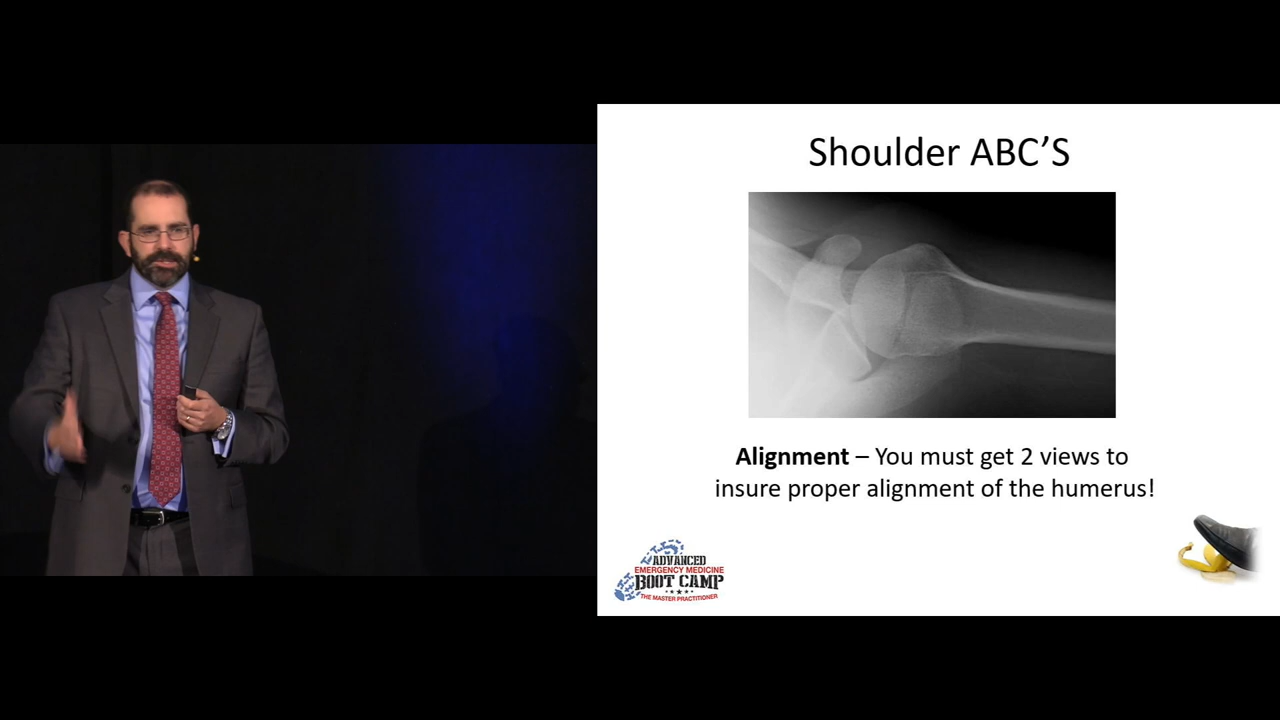 Shoulder ABC’S
Alignment – You must get 2 views to
insure proper alignment of the humerus!
ADVANCED
EMERGENCY MEDICINE
BOOT CAMP
THE MASTER PRACTITIONER